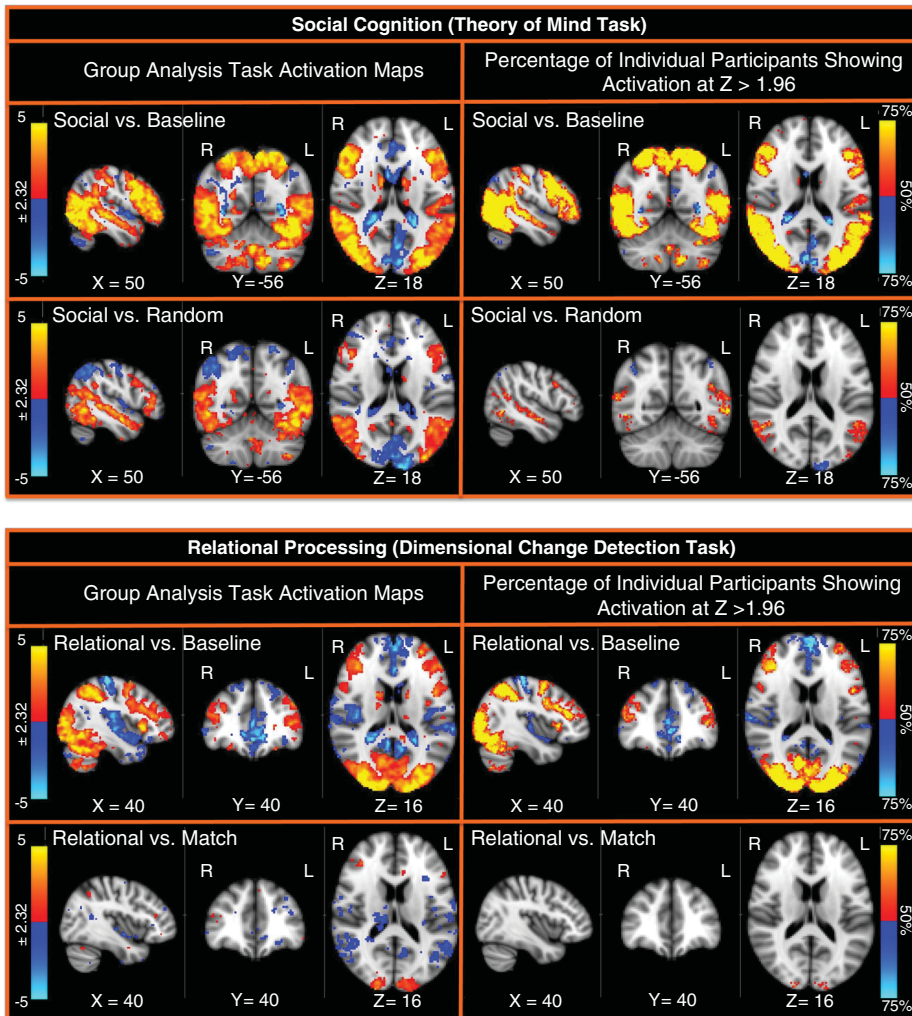 Social Cognition (Theory of Mind Task)
Group Analysis Task Activation Maps
Percentage of Individual Participants Showing
Activation at Z > 1.96
5
± 2.32
-5
Social vs. Baseline
R
L
R
L
X = 50
Y= -56
Z= 18
Social vs. Baseline
R
L
R
L
X = 50
Y= -56
Z= 18
75%
50%
75%
5
± 2.32
-5
Social vs. Random
R
L
R
L
X = 50
Y= -56
Z= 18
Social vs. Random
R
L
R
L
X = 50
Y= -56
Z= 18
75%
50%
75%
Relational Processing (Dimensional Change Detection Task)
Group Analysis Task Activation Maps
Percentage of Individual Participants Showing
Activation at Z >1.96
5
± 2.32
-5
Relational vs. Baseline
R
L
R
L
X = 40
Y= 40
Z= 16
Relational vs. Baseline
R
L
R
L
X = 40
Y= 40
Z= 16
75%
50%
75%
5
± 2.32
-5
Relational vs. Match
R
L
R
L
X = 40
Y= 40
Z= 16
Relational vs. Match
R
L
R
L
X = 40
Y= 40
Z= 16
75%
50%
75%